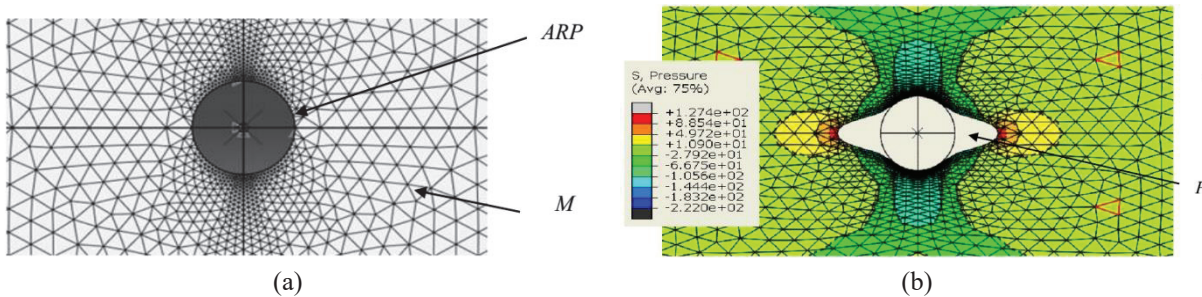 ARP
M
(a)
S, Pressure
(Avg: 75%)
+1.274e+02
+8.854e+01
+4.972e+01
+1.090e+01
-2.792e+01
-6.675e+01
-1.056e+02
-1.444e+02
-1.832e+02
-2.220e+02
(b)